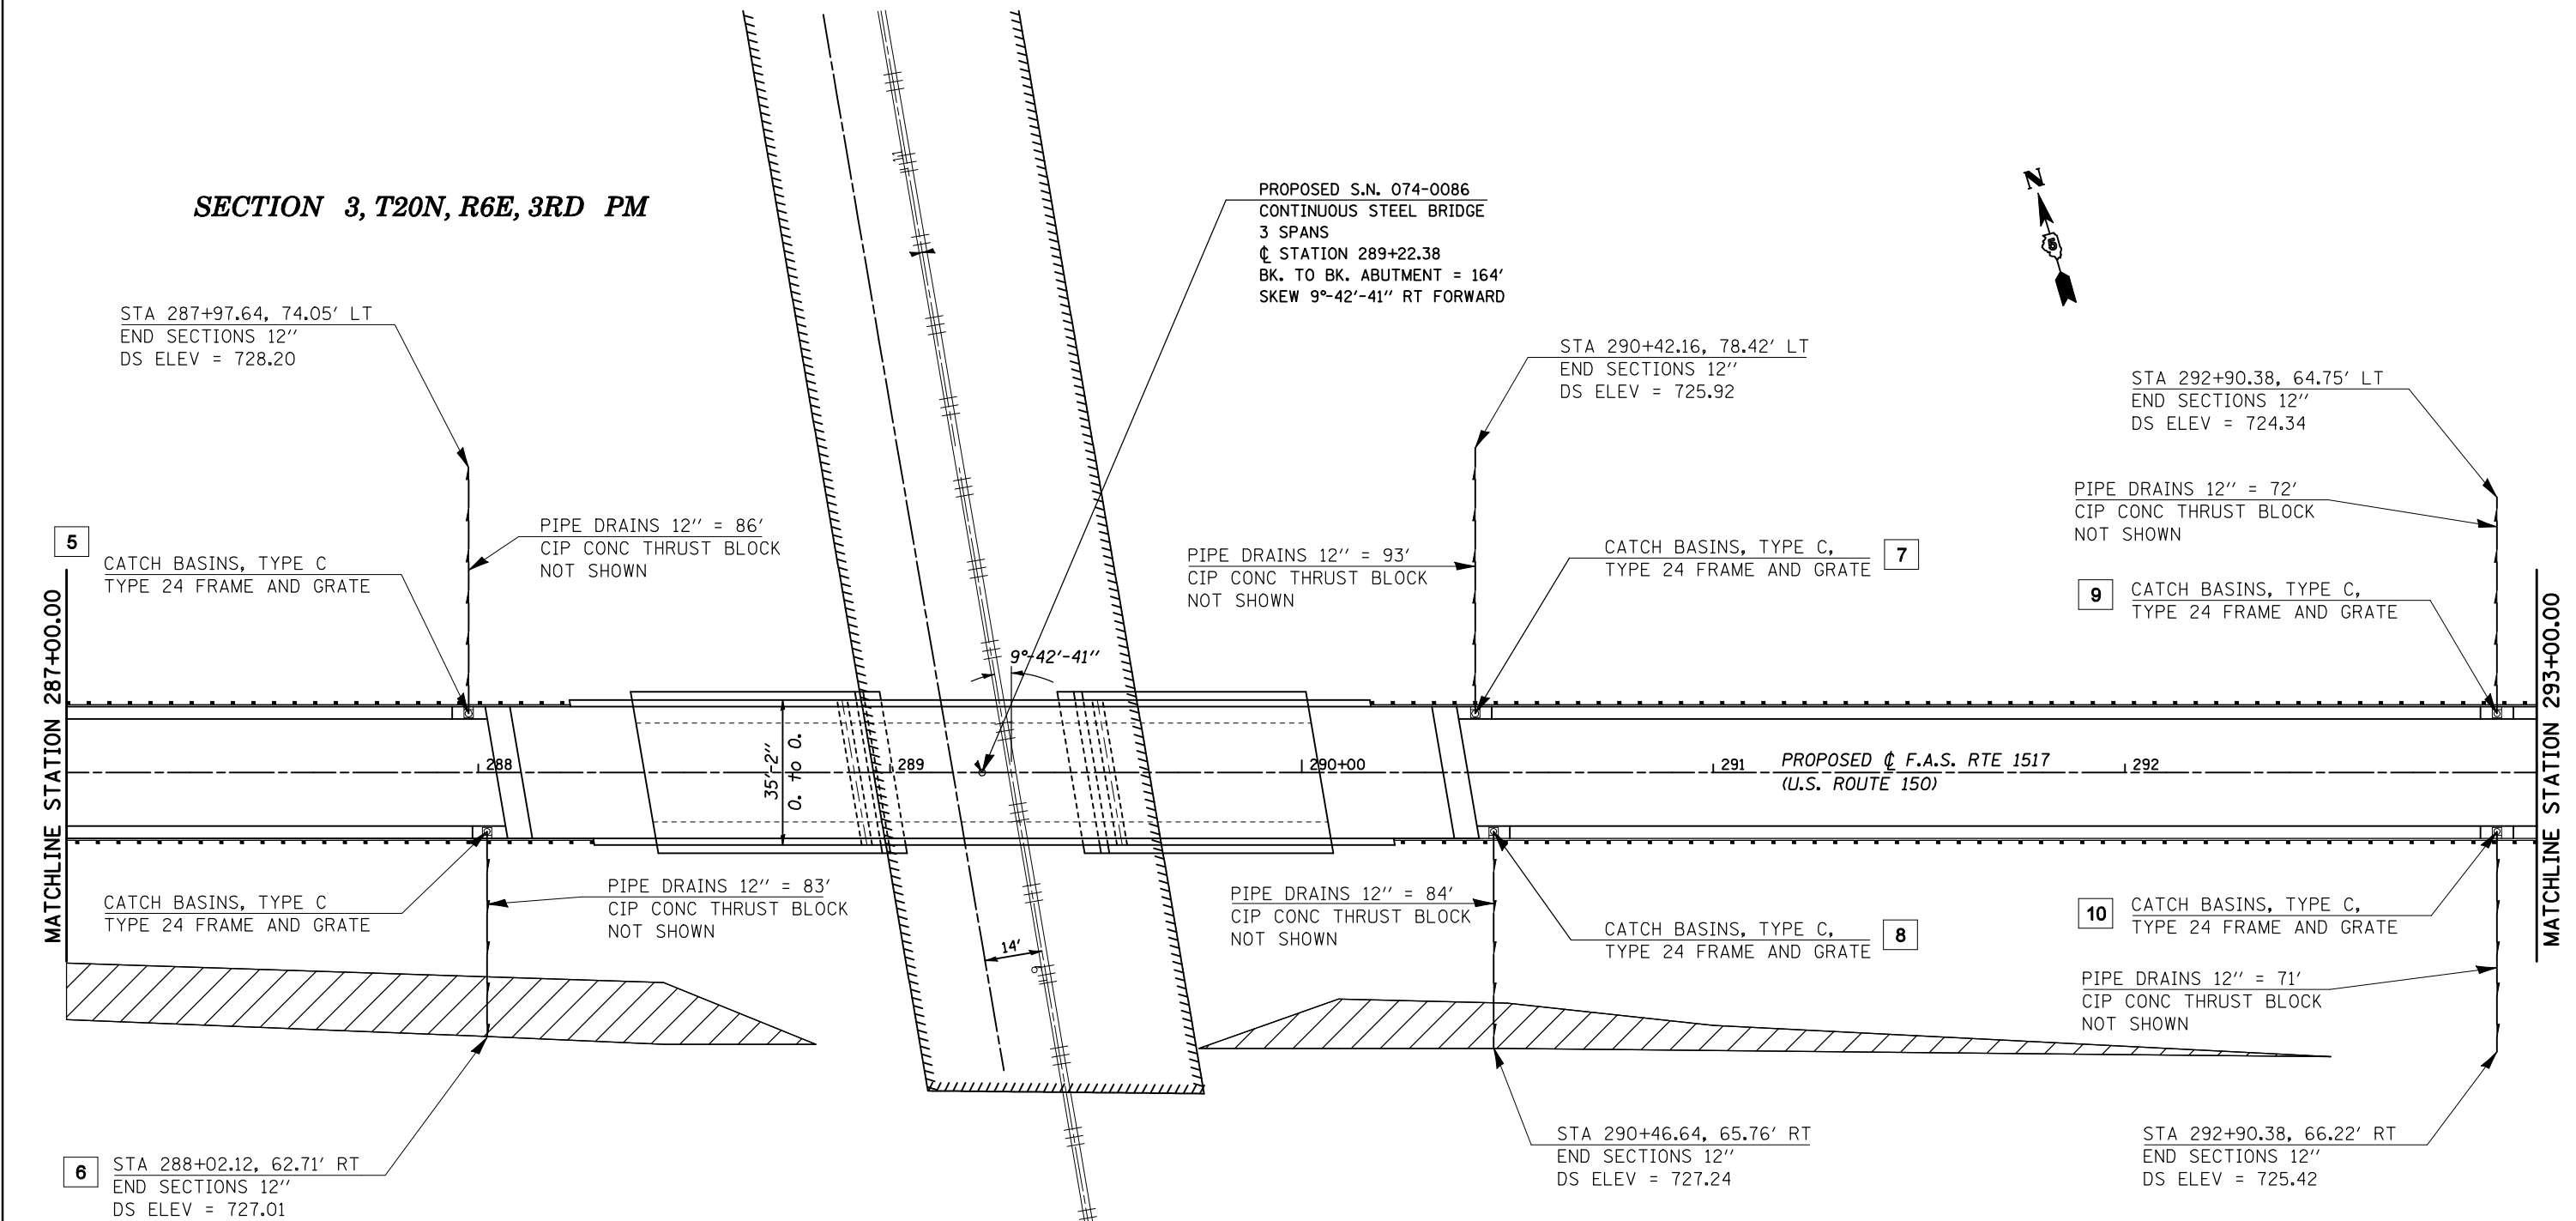 SECTION 3, T20N, R6E, 3RD PM
PROPOSED S.N. 074-0086
CONTINUOUS STEEL BRIDGE
3 SPANS
℄ STATION 289+22.38
BK. TO BK. ABUTMENT = 164'
SKEW 9°-42'-41" RT FORWARD
N
5
STA 287+97.64, 74.05' LT
END SECTIONS 12"
DS ELEV = 728.20
STA 290+42.16, 78.42' LT
END SECTIONS 12"
DS ELEV = 725.92
STA 292+90.38, 64.75' LT
END SECTIONS 12"
DS ELEV = 724.34
5
CATCH BASINS, TYPE C
TYPE 24 FRAME AND GRATE
PIPE DRAINS 12" = 86'
CIP CONC THRUST BLOCK
NOT SHOWN
PIPE DRAINS 12" = 93'
CIP CONC THRUST BLOCK
NOT SHOWN
CATCH BASINS, TYPE C,
TYPE 24 FRAME AND GRATE
7
PIPE DRAINS 12" = 72'
CIP CONC THRUST BLOCK
NOT SHOWN
9
CATCH BASINS, TYPE C,
TYPE 24 FRAME AND GRATE
MATCHLINE STATION 287+00.00
9°-42'-41"
35'-2"
O. to O.
288
289
290+00
291
292
PROPOSED ℄ F.A.S. RTE 1517
(U.S. ROUTE 150)
MATCHLINE STATION 293+00.00
CATCH BASINS, TYPE C
TYPE 24 FRAME AND GRATE
PIPE DRAINS 12" = 83'
CIP CONC THRUST BLOCK
NOT SHOWN
14'
PIPE DRAINS 12" = 84'
CIP CONC THRUST BLOCK
NOT SHOWN
CATCH BASINS, TYPE C,
TYPE 24 FRAME AND GRATE
8
10
CATCH BASINS, TYPE C,
TYPE 24 FRAME AND GRATE
PIPE DRAINS 12" = 71'
CIP CONC THRUST BLOCK
NOT SHOWN
6
STA 288+02.12, 62.71' RT
END SECTIONS 12"
DS ELEV = 727.01
STA 290+46.64, 65.76' RT
END SECTIONS 12"
DS ELEV = 727.24
STA 292+90.38, 66.22' RT
END SECTIONS 12"
DS ELEV = 725.42